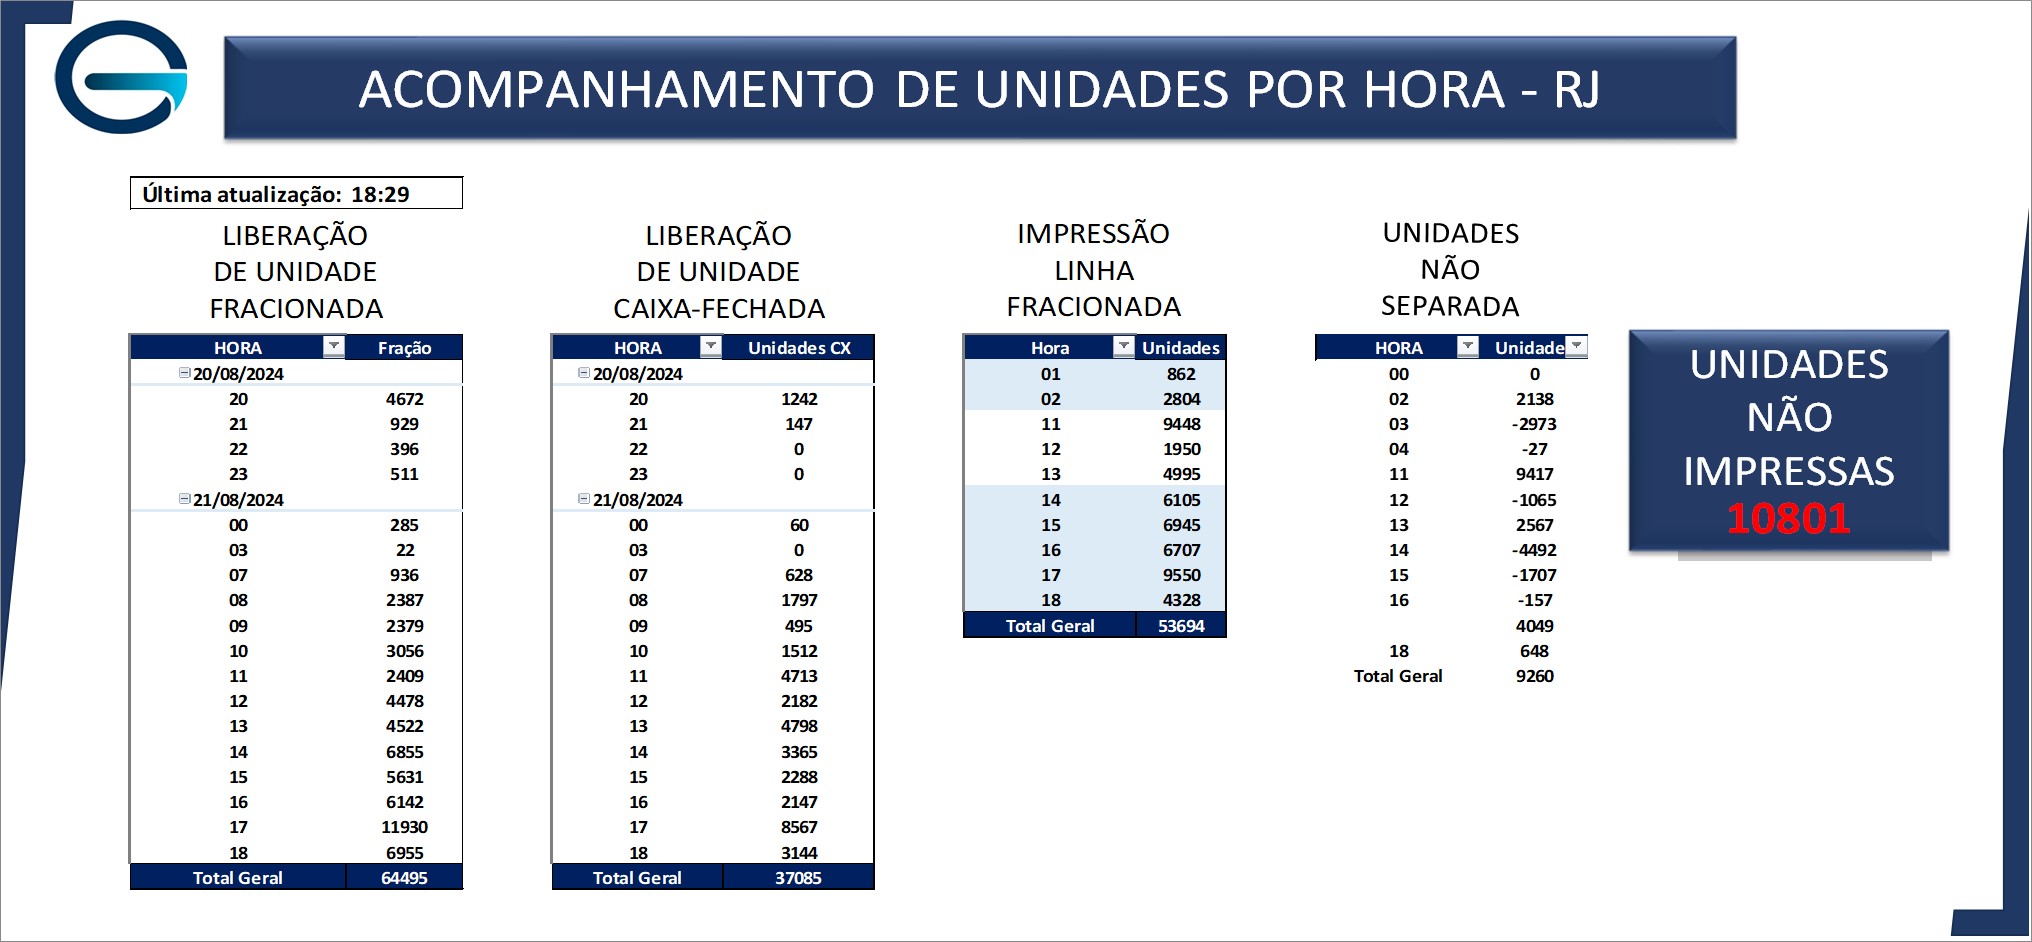 ACOMPANHAMENTO DE UNIDADES POR HORA - RJ
Última atualização: 18:29
LIBERAÇÃO
DE UNIDADE
FRACIONADA
HORA Fração
20/08/2024
20 4672
21 929
22 396
23 511
21/08/2024
00 285
03 22
07 936
08 2387
09 2379
10 3056
11 2409
12 4478
13 4522
14 6855
15 5631
16 6142
17 11930
18 6955
Total Geral 64495
LIBERAÇÃO
DE UNIDADE
CAIXA-FECHADA
HORA Unidades CX
20/08/2024
20 1242
21 147
22 0
23 0
21/08/2024
00 60
03 0
07 628
08 1797
09 495
10 1512
11 4713
12 2182
13 4798
14 3365
15 2288
16 2147
17 8567
18 3144
Total Geral 37085
IMPRESSÃO
LINHA
FRACIONADA
Hora Unidades
01 862
02 2804
11 9448
12 1950
13 4995
14 6105
15 6945
16 6707
17 9550
18 4328
Total Geral 53694
UNIDADES
NÃO
SEPARADA
HORA Unidade
00 0
02 2138
03 -2973
04 -27
11 9417
12 -1065
13 2567
14 -4492
15 -1707
16 -157
4049
18 648
Total Geral 9260
UNIDADES
NÃO
IMPRESSAS
10801